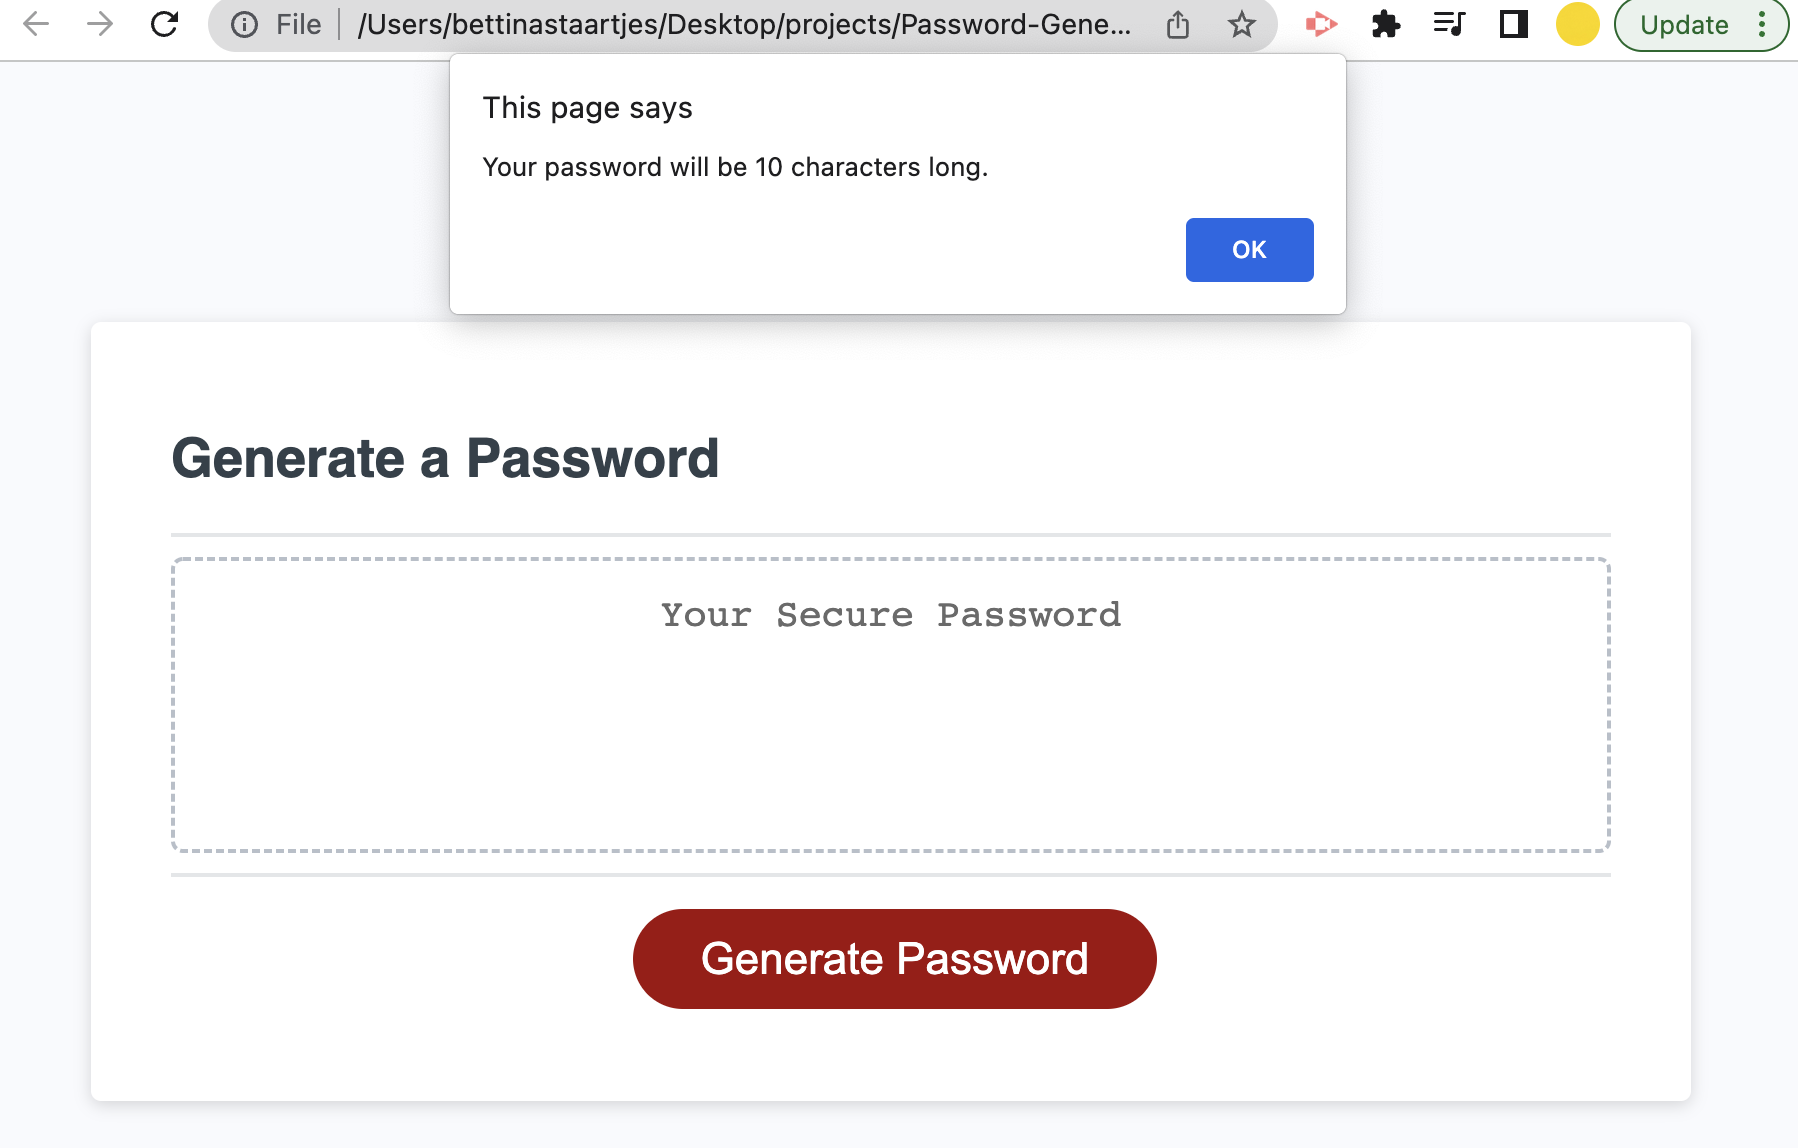 File
/Users/bettinastaartjes/Desktop/projects/Password-Gene...
Update
This page says
Your password will be 10 characters long.
OK
Generate a Password
Your Secure Password
Generate Password